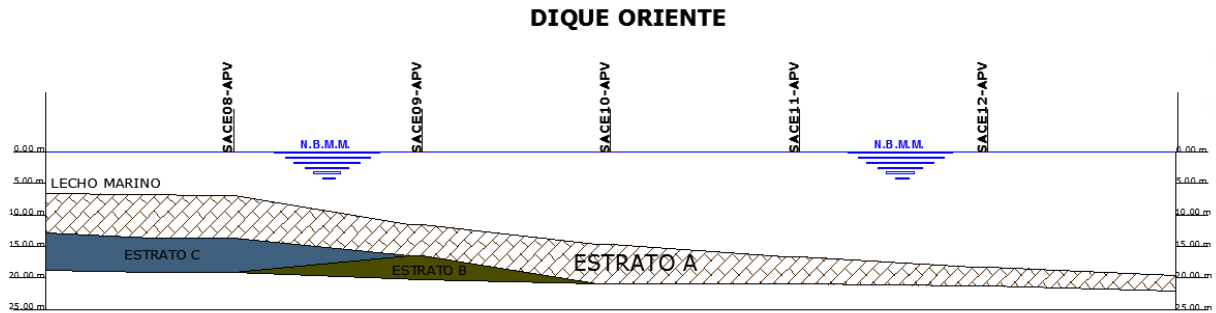 DIQUE ORIENTE
SACE08-APV
SACE09-APV
SACE10-APV
SACE11-APV
SACE12-APV
N.B.M.M.
N.B.M.M.
0.00 m
0.00 m
5.00 m
5.00 m
LECHO MARINO
10.00 m
10.00 m
15.00 m
15.00 m
ESTRATO C
ESTRATO B
ESTRATO A
20.00 m
20.00 m
25.00 m
25.00 m